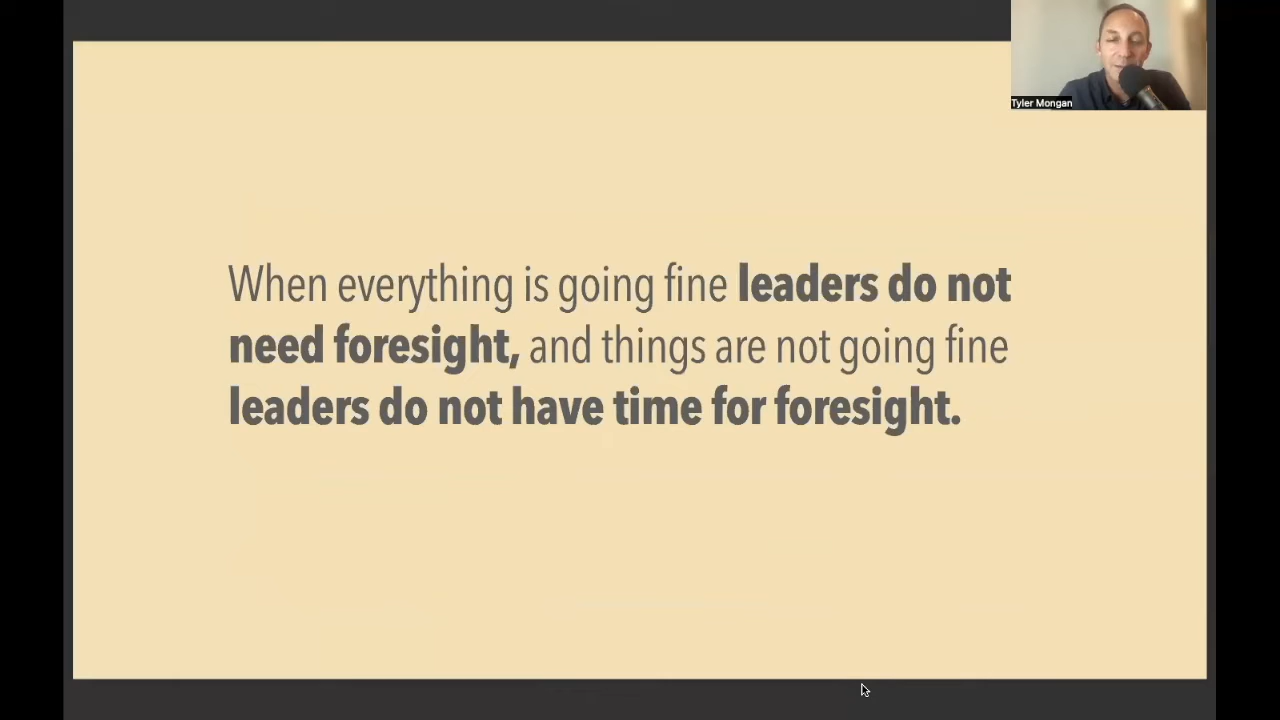 Tyler Mongan
When everything is going fine leaders do not
need foresight, and things are not going fine
leaders do not have time for foresight.